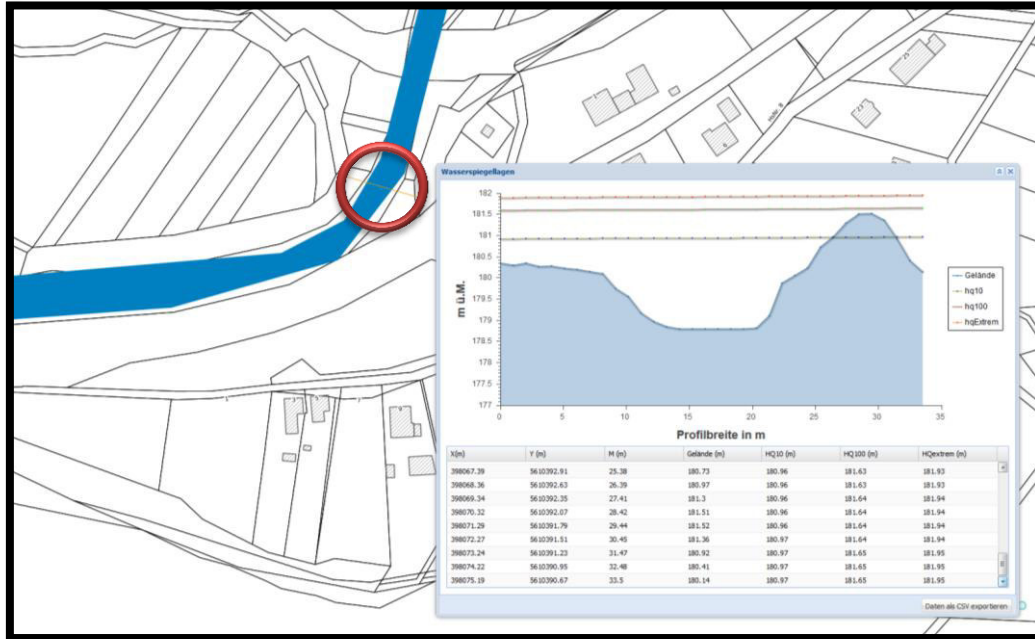 25
23
1
6
HsNr. 8
Wasserspiegellagen
182
181.5
181
180.5
180
179.5
179
178.5
178
177.5
177
m ü.M.
0 5 10 15 20 25 30 35
Profilbreite in m
Gelände
hq10
hq100
hqExtrem
X(m) Y (m) M (m) Gelände (m) HQ10 (m) HQ100 (m) HQextrem (m)
398067.39 5610392.91 25.38 180.73 180.96 181.63 181.93
398068.36 5610392.63 26.39 180.97 180.96 181.63 181.93
398069.34 5610392.35 27.41 181.3 180.96 181.64 181.94
398070.32 5610392.07 28.42 181.51 180.96 181.64 181.94
398071.29 5610391.79 29.44 181.52 180.96 181.64 181.94
398072.27 5610391.51 30.45 181.36 180.97 181.64 181.94
398073.24 5610391.23 31.47 180.92 180.97 181.65 181.95
398074.22 5610390.95 32.48 180.41 180.97 181.65 181.95
398075.19 5610390.67 33.5 180.14 180.97 181.65 181.95
Daten als CSV exportieren